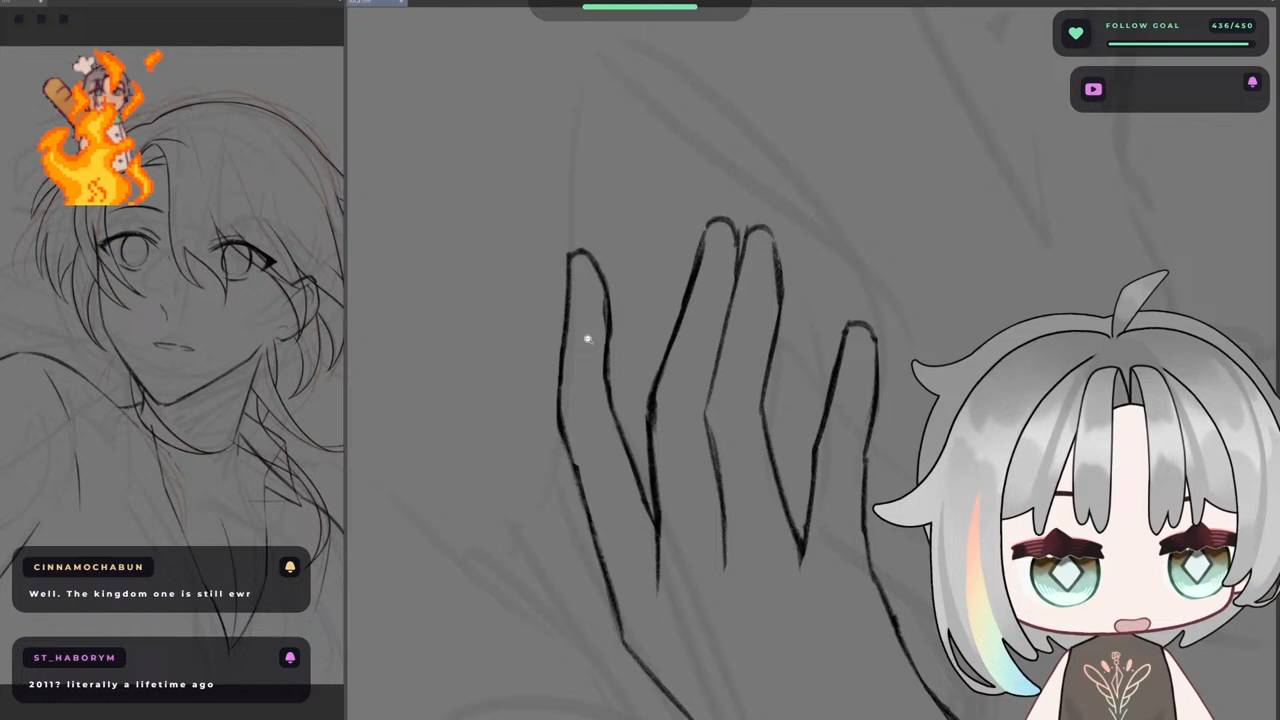 FOLLOW GOAL 436/450
CINNAMOCHABUN
Well. The kingdom one is still ewr
ST_HABORYM
2011? literally a lifetime ago